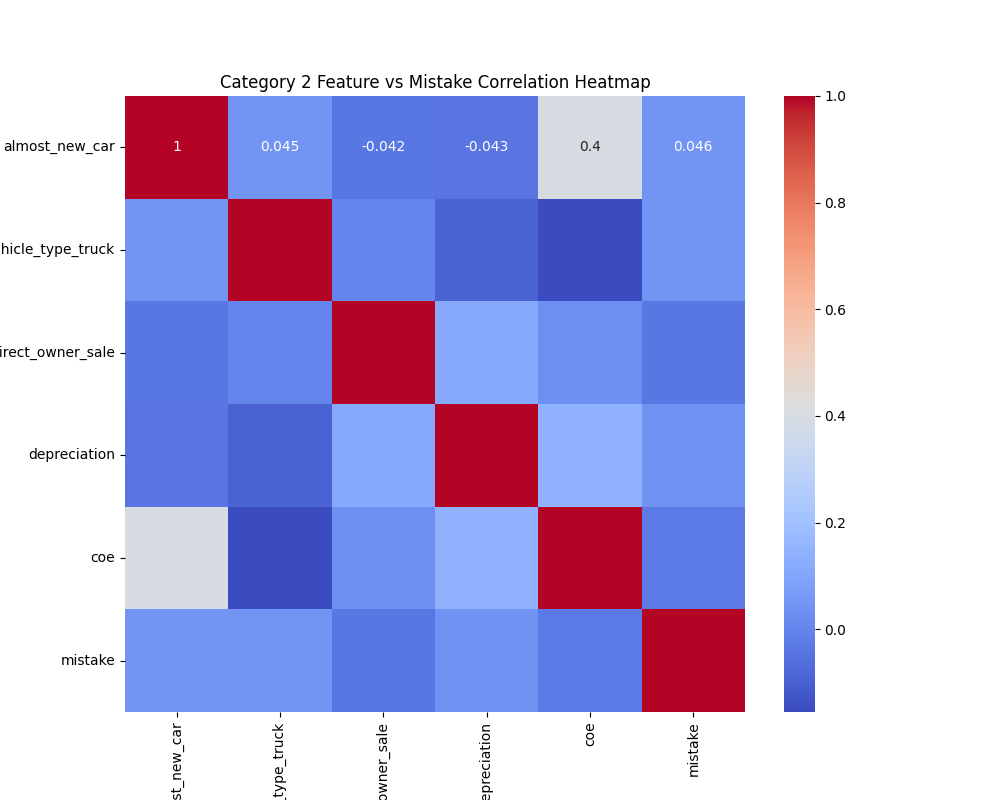 Category 2 Feature vs Mistake Correlation Heatmap
almost_new_car
1 0.045 -0.042 -0.043 0.4 0.046
hicle_type_truck
irect_owner_sale
depreciation
coe
mistake
st_new_car
_type_truck
owner_sale
epreciation
coe
mistake
1.0
0.8
0.6
0.4
0.2
0.0